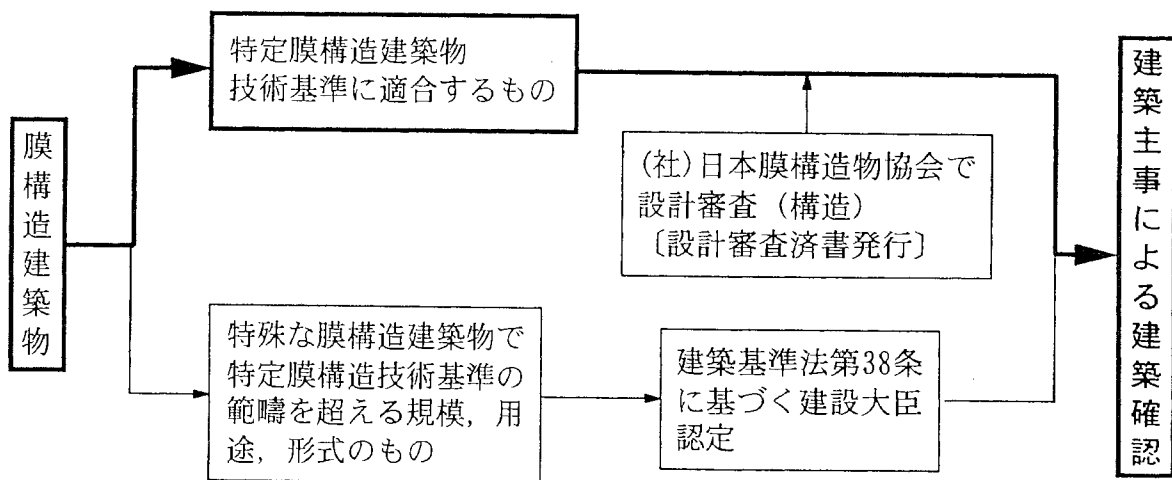 膜構造建築物
特定膜構造建築物
技術基準に適合するもの
(社)日本膜構造物協会で
設計審査（構造）
〔設計審査済書発行〕
特殊な膜構造建築物で
特定膜構造技術基準の
範疇を超える規模，用
途，形式のもの
建築基準法第38条
に基づく建設大臣
認定
建築主事による建築確認